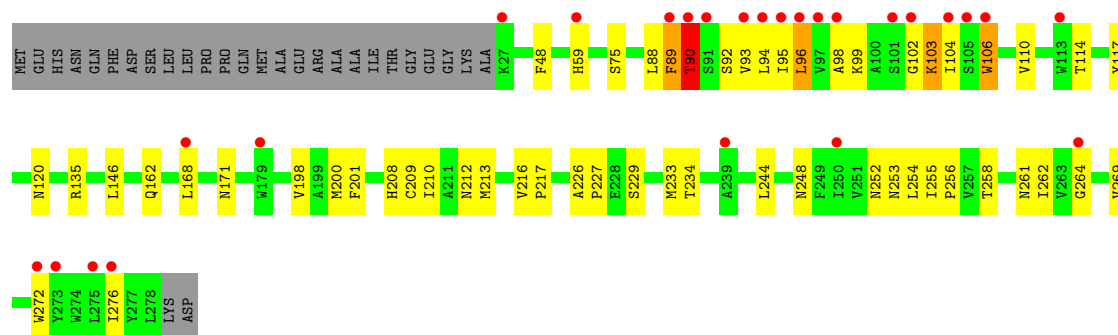 MET GLU HIS ASN GLN PHE ASP SER LEU LEU PRO PRO GLN MET ALA GLU ARG ALA ALA ILE THR GLY GLU GLY LYS ALA K27 F48 H59 S75 L88 F89 T90 S91 S92 V93 L94 I95 L96 V97 A98 K99 A100 S101 G102 K103 I104 S105 W106 V110 W113 T114 Y117
N120 R135 L146 Q162 L168 N171 W179 V198 A199 M200 F201 H208 C209 I210 A211 N212 M213 V216 P217 A226 P227 E228 S229 M233 T234 A239 L244 N248 F249 I250 V251 N252 N253 L254 I255 P256 V257 T258 N261 I262 V263 G264
W272 Y273 W274 L275 I276 Y277 L278 LYS ASP